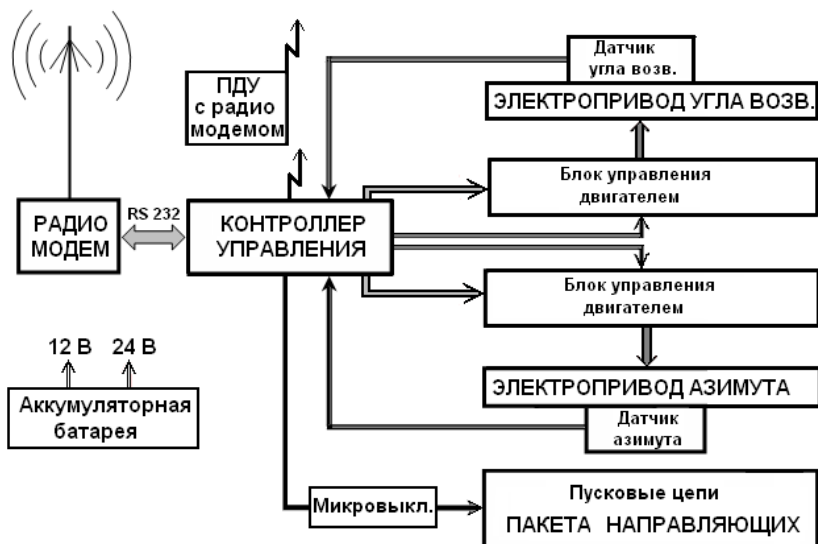 Датчик
угла возв.
ЭЛЕКТРОПРИВОД УГЛА ВОЗВ.
ПДУ
с радио
модемом
Блок управления
двигателем
РАДИО
МОДЕМ
RS 232
КОНТРОЛЛЕР
УПРАВЛЕНИЯ
Блок управления
двигателем
12 В
24 В
Аккумуляторная
батарея
ЭЛЕКТРОПРИВОД АЗИМУТА
Датчик
азимута
Микровыкл.
Пусковые цепи
ПАКЕТА НАПРАВЛЯЮЩИХ